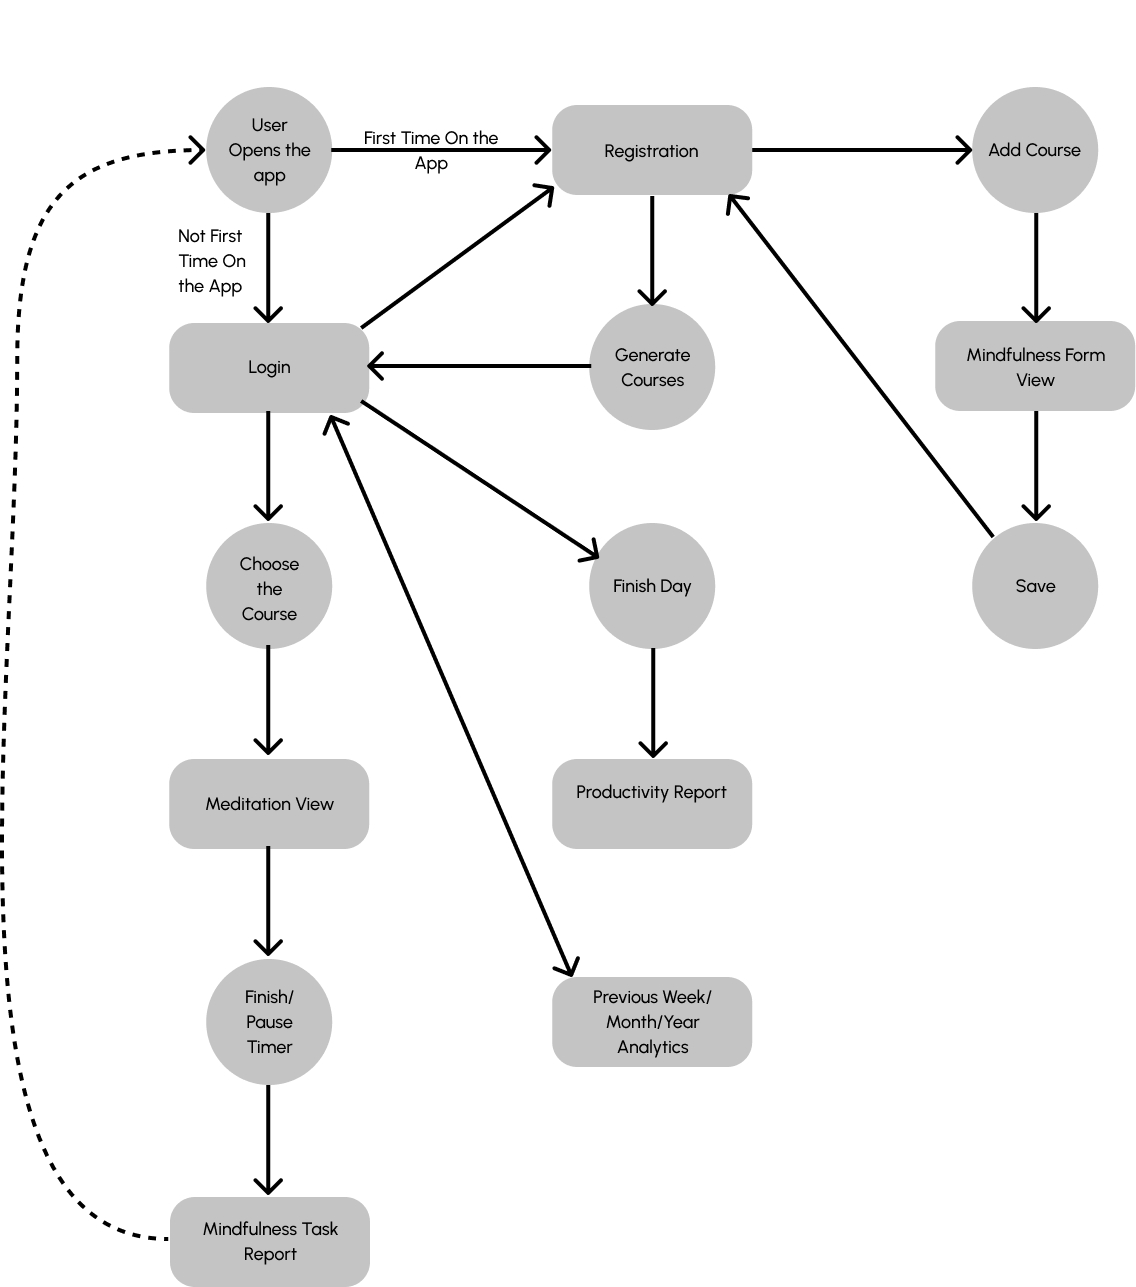 User
Opens the
app
First Time On the
App
Registration
Add Course
Not First
Time On
the App
Login
Generate
Courses
Mindfulness Form
View
Choose
the
Course
Finish Day
Save
Meditation View
Productivity Report
Finish/
Pause
Timer
Previous Week/
Month/Year
Analytics
Mindfulness Task
Report